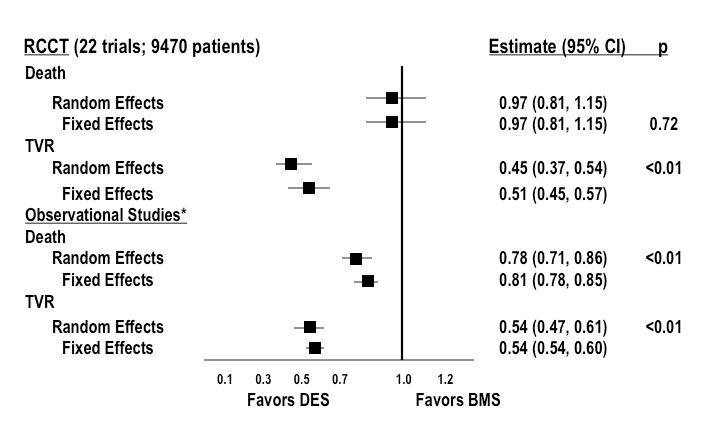 RCCT (22 trials; 9470 patients) Estimate (95% CI) p
Death
Random Effects 0.97 (0.81, 1.15)
Fixed Effects 0.97 (0.81, 1.15) 0.72
TVR
Random Effects 0.45 (0.37, 0.54) <0.01
Fixed Effects 0.51 (0.45, 0.57)
Observational Studies*
Death
Random Effects 0.78 (0.71, 0.86) <0.01
Fixed Effects 0.81 (0.78, 0.85)
TVR
Random Effects 0.54 (0.47, 0.61) <0.01
Fixed Effects 0.54 (0.54, 0.60)
0.1 0.3 0.5 0.7 1.0 1.2
Favors DES Favors BMS